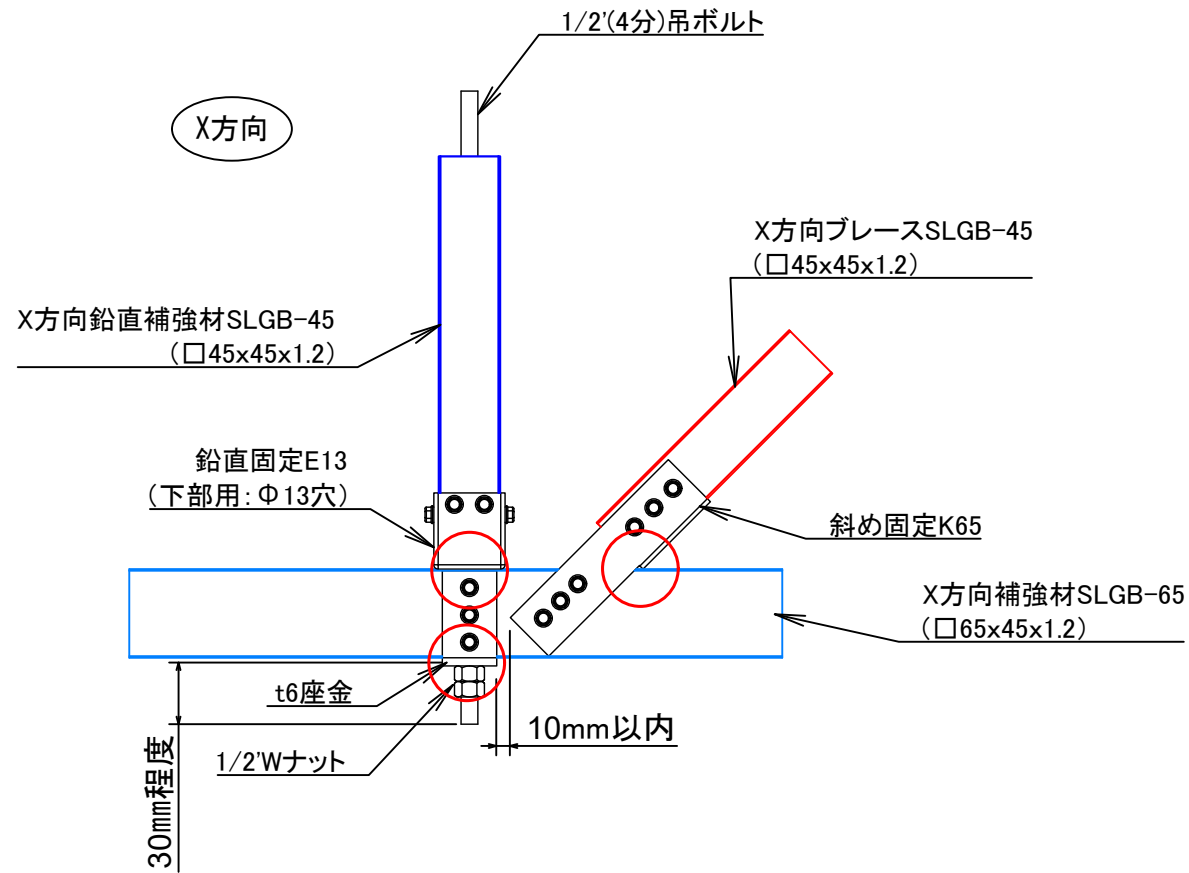 1/2'(4分)吊ボルト
X方向
X方向ブレースSLGB-45
(□45x45x1.2)
X方向鉛直補強材SLGB-45
(□45x45x1.2)
鉛直固定E13
(下部用:Φ13穴)
斜め固定K65
X方向補強材SLGB-65
(□65x45x1.2)
t6座金
10mm以内
1/2'Wナット
30mm程度